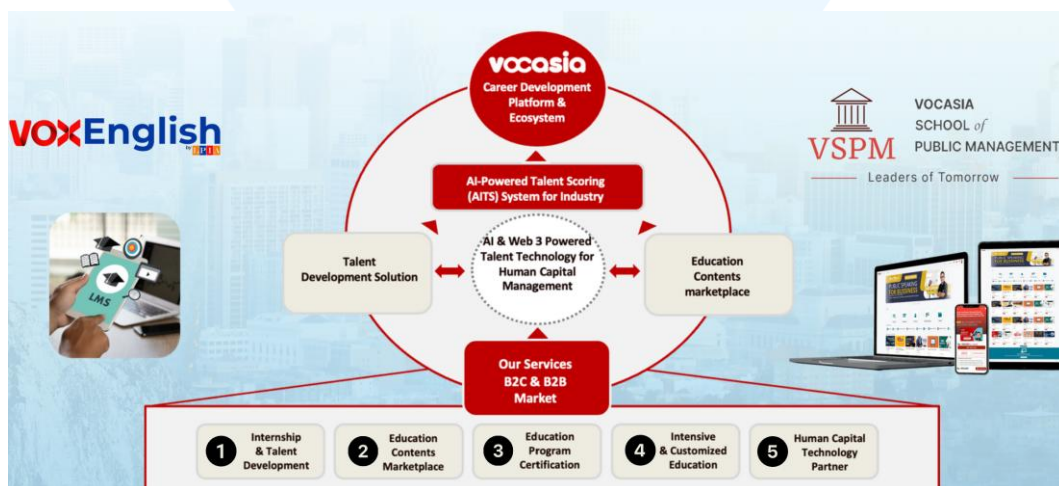 vocasia
Career Development
Platform &
Ecosystem
VOXEnglish
VSPM
VOCASIA
SCHOOL of
PUBLIC MANAGEMENT
Leaders of Tomorrow
AI-Powered Talent Scoring
(AITS) System for Industry
AI & Web 3 Powered
Talent Technology for
Human Capital
Management
Talent
Development Solution
Education
Contents
marketplace
LMS
Our Services
B2C & B2B
Market
1
Internship
& Talent
Development
2
Education
Contents
Marketplace
3
Education
Program
Certification
4
Intensive
& Customized
Education
5
Human Capital
Technology
Partner